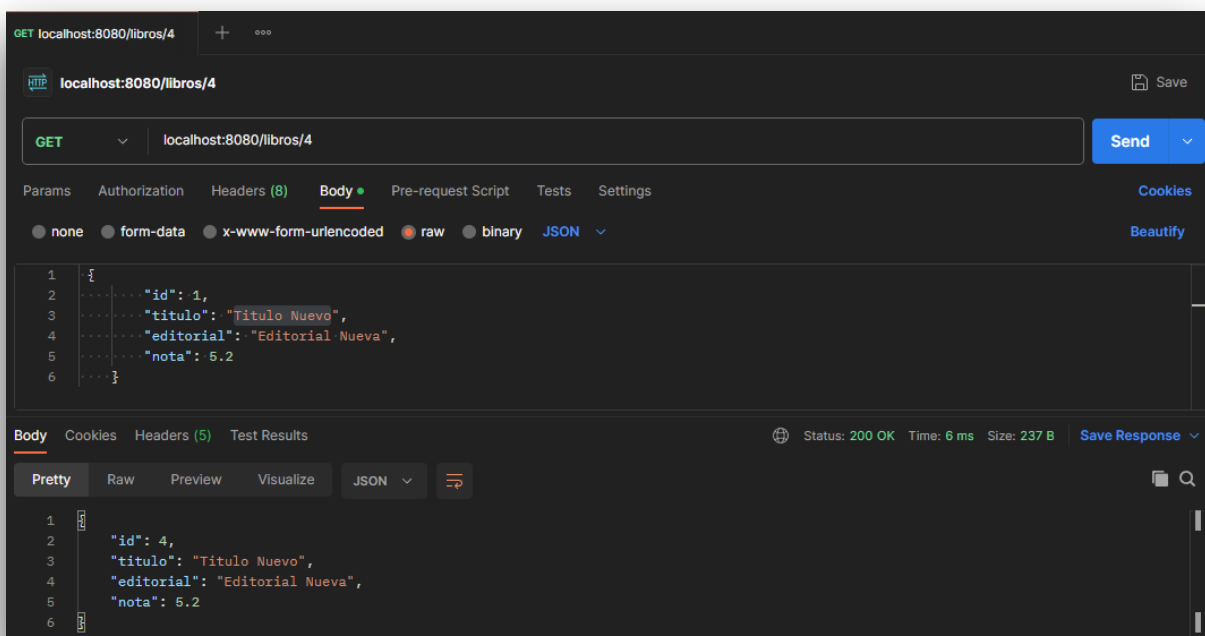 GET localhost:8080/libros/4
HTTP localhost:8080/libros/4 Save
GET localhost:8080/libros/4 Send
Params Authorization Headers (8) Body Pre-request Script Tests Settings Cookies
none form-data x-www-form-urlencoded raw binary JSON Beautify
1 {
2 "id": 1,
3 "titulo": "Titulo Nuevo",
4 "editorial": "Editorial Nueva",
5 "nota": 5.2
6 }
Body Cookies Headers (5) Test Results Status: 200 OK Time: 6 ms Size: 237 B Save Response
Pretty Raw Preview Visualize JSON
1 {
2 "id": 4,
3 "titulo": "Titulo Nuevo",
4 "editorial": "Editorial Nueva",
5 "nota": 5.2
6 }